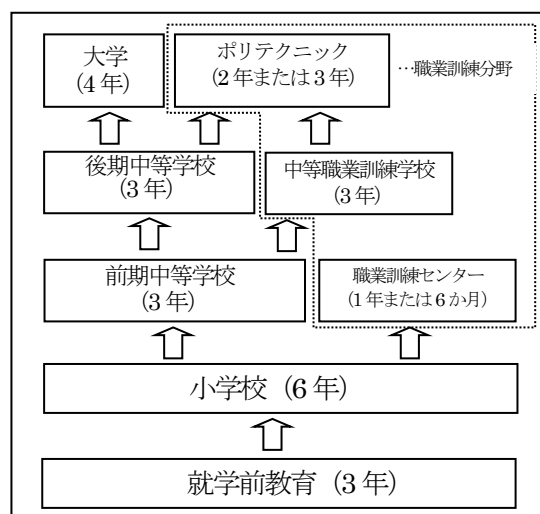 大学
(4年)
ポリテクニック
(2年または3年)
…職業訓練分野
後期中等学校
(3年)
中等職業訓練学校
(3年)
前期中等学校
(3年)
職業訓練センター
(1年または6か月)
小学校 (6年)
就学前教育 (3年)